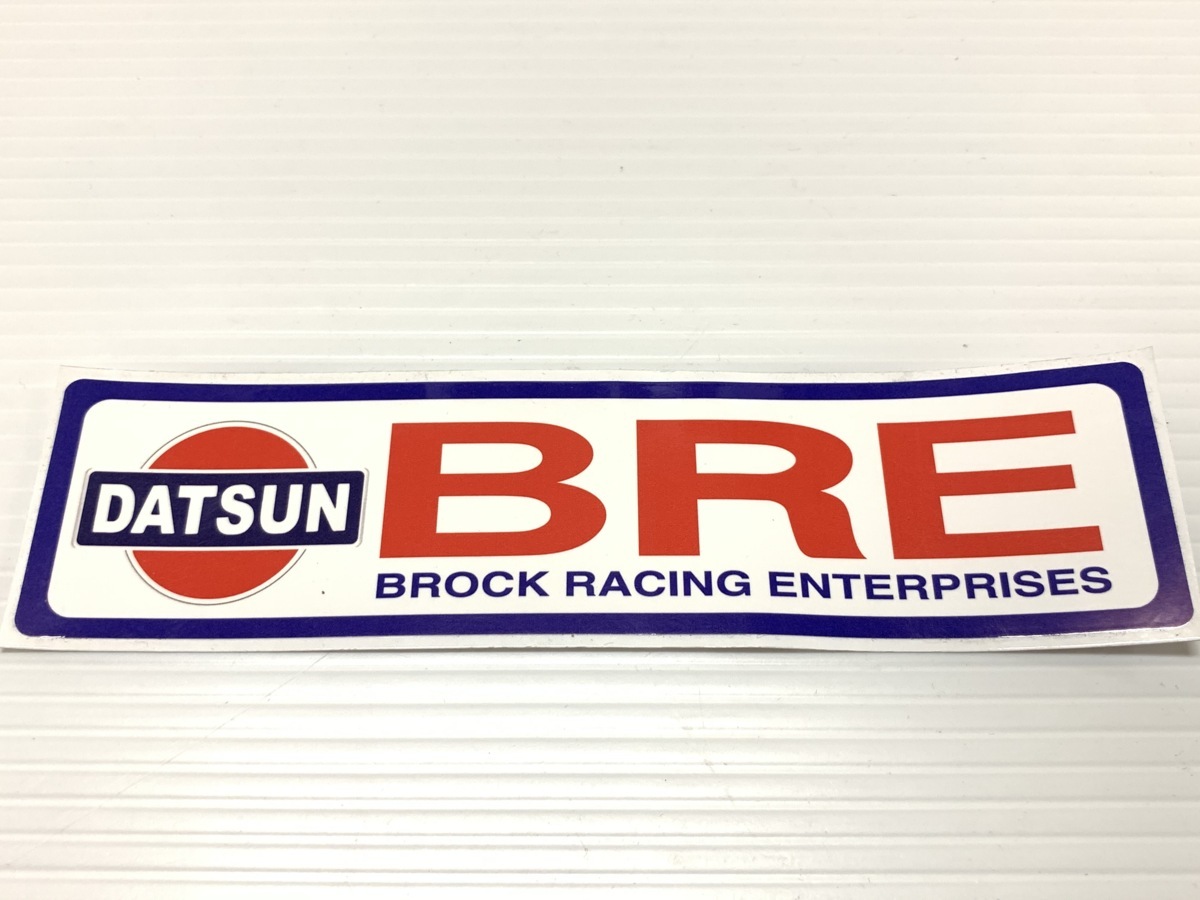 DATSUN
BRE
BROCK RACING ENTERPRISES